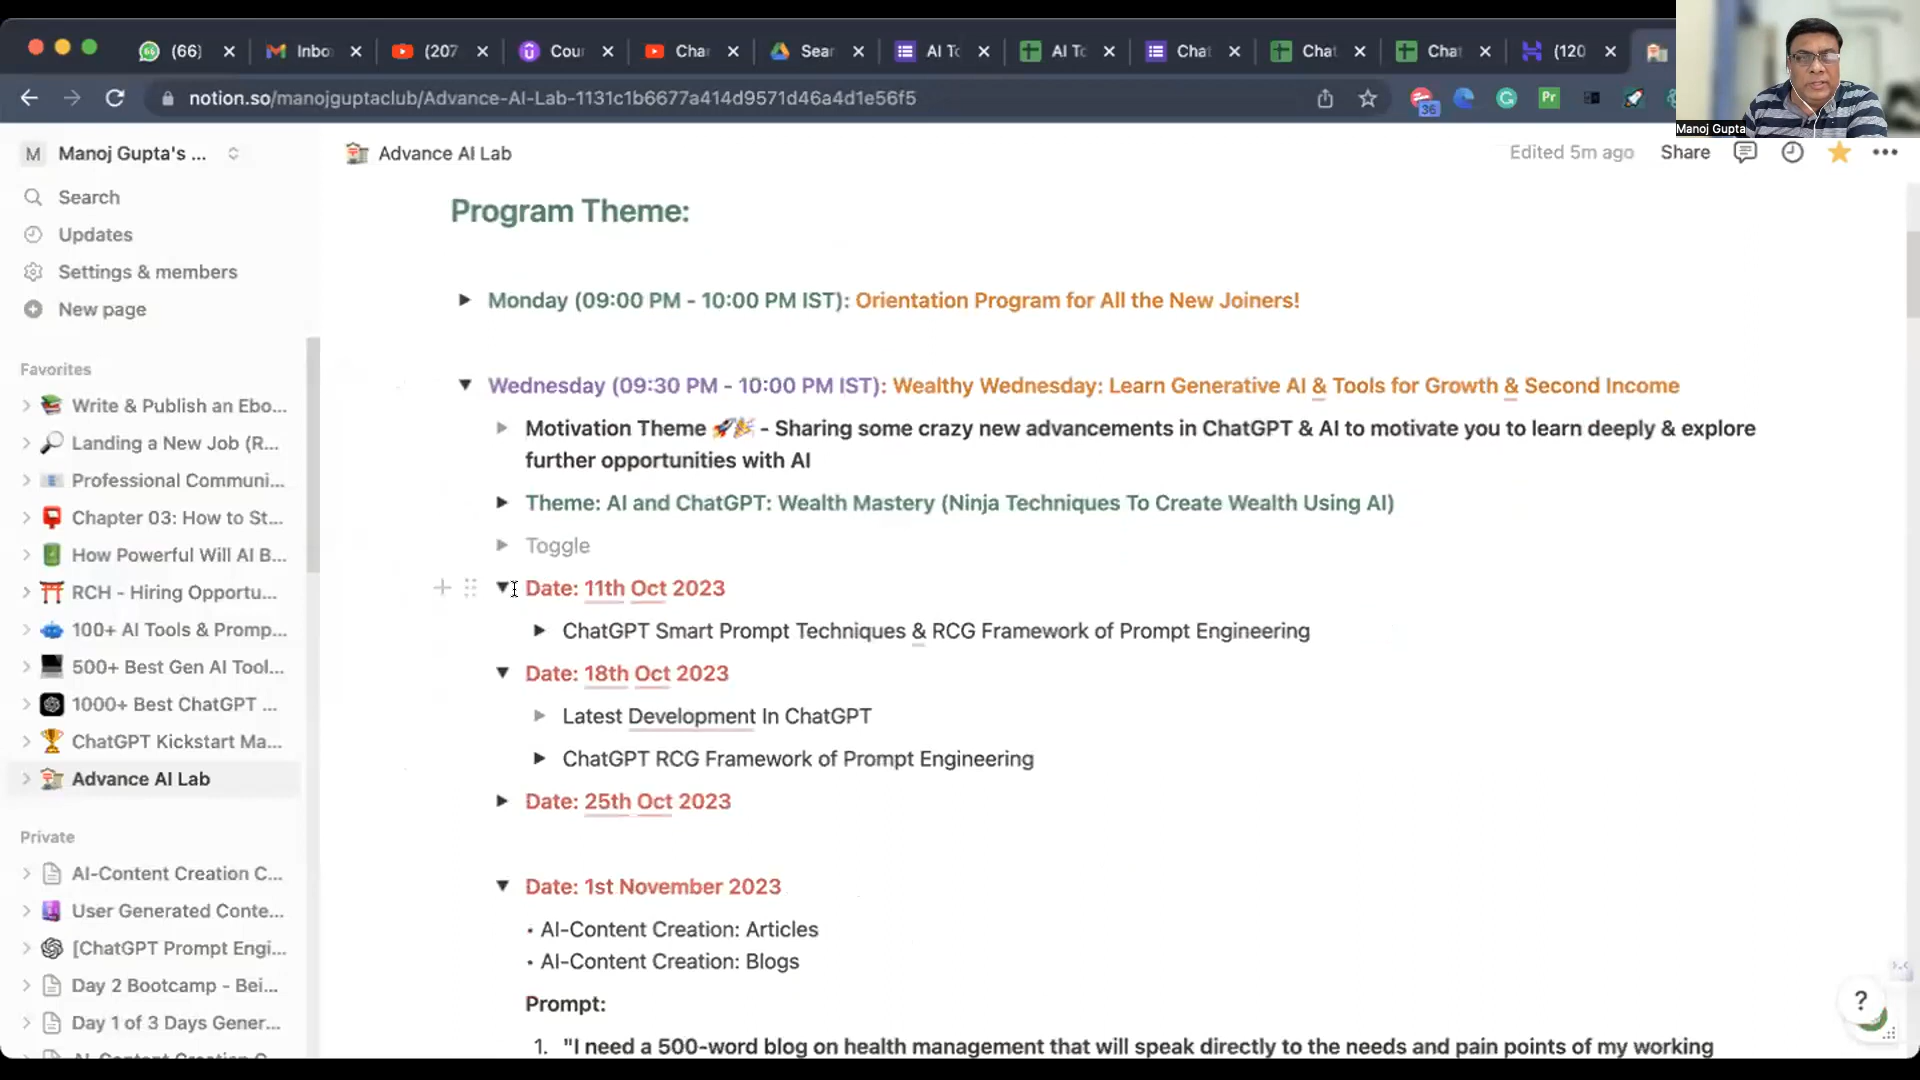 (66)
Inbo
(207
Cour
Char
Sear
AI To
AI To
Chat
Chat
Chat
(120
notion.so/manojguptaclub/Advance-AI-Lab-1131c1b6677a414d9571d46a4d1e56f5
36
Pr
Manoj Gupta
M Manoj Gupta's ...
Advance AI Lab
Edited 5m ago
Share
Search
Updates
Settings & members
New page
Favorites
Write & Publish an Ebo...
Landing a New Job (R...
Professional Communi...
Chapter 03: How to St...
How Powerful Will AI B...
RCH - Hiring Opportu...
100+ AI Tools & Promp...
500+ Best Gen AI Tool...
1000+ Best ChatGPT ...
ChatGPT Kickstart Ma...
Advance AI Lab
Private
AI-Content Creation C...
User Generated Conte...
[ChatGPT Prompt Engi...
Day 2 Bootcamp - Bei...
Day 1 of 3 Days Gener...
Program Theme:
Monday (09:00 PM - 10:00 PM IST): Orientation Program for All the New Joiners!
Wednesday (09:30 PM - 10:00 PM IST): Wealthy Wednesday: Learn Generative AI & Tools for Growth & Second Income
Motivation Theme 🚀🎉 - Sharing some crazy new advancements in ChatGPT & AI to motivate you to learn deeply & explore
further opportunities with AI
Theme: AI and ChatGPT: Wealth Mastery (Ninja Techniques To Create Wealth Using AI)
Toggle
Date: 11th Oct 2023
ChatGPT Smart Prompt Techniques & RCG Framework of Prompt Engineering
Date: 18th Oct 2023
Latest Development In ChatGPT
ChatGPT RCG Framework of Prompt Engineering
Date: 25th Oct 2023
Date: 1st November 2023
• AI-Content Creation: Articles
• AI-Content Creation: Blogs
Prompt:
1. "I need a 500-word blog on health management that will speak directly to the needs and pain points of my working
?